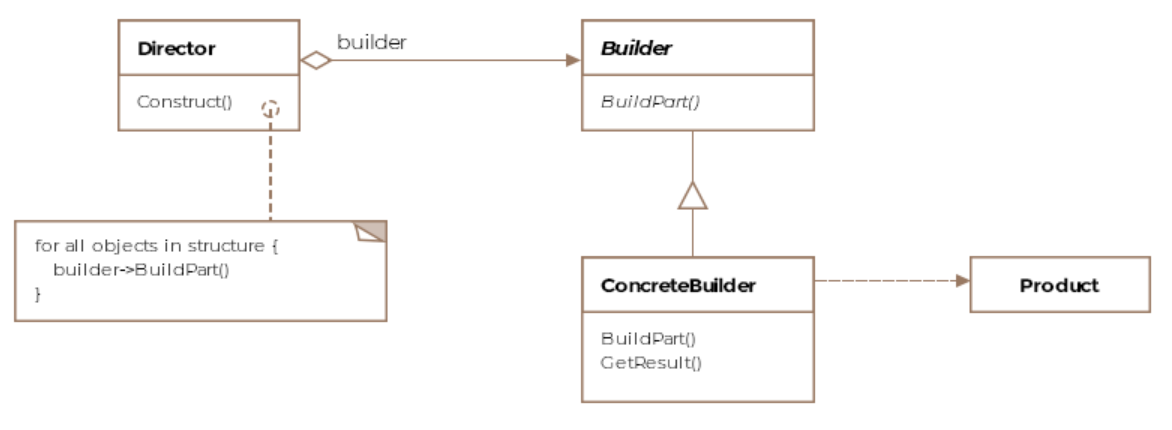 Director
Construct()
builder
Builder
BuildPart()
for all objects in structure {
builder->BuildPart()
}
ConcreteBuilder
BuildPart()
GetResult()
Product